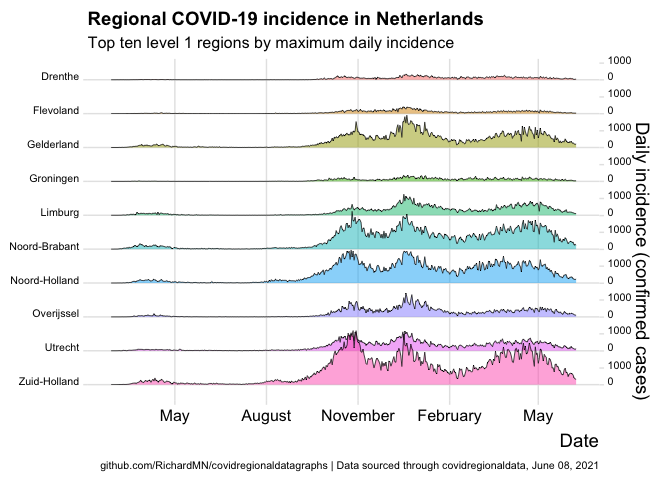 Regional COVID-19 incidence in Netherlands
Top ten level 1 regions by maximum daily incidence
Drenthe
Flevoland
Gelderland
Groningen
Limburg
Noord-Brabant
Noord-Holland
Overijssel
Utrecht
Zuid-Holland
1000
0
1000
0
1000
0
1000
0
1000
0
1000
0
1000
0
1000
0
1000
0
1000
0
Daily incidence (confirmed cases)
May August November February May
Date
github.com/RichardMN/covidregionaldatagraphs | Data sourced through covidregionaldata, June 08, 2021